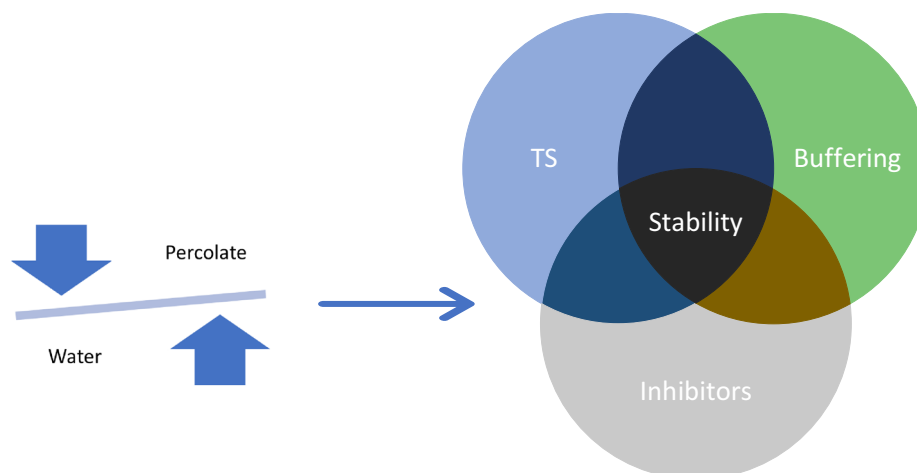 Percolate
Water
TS
Buffering
Stability
Inhibitors